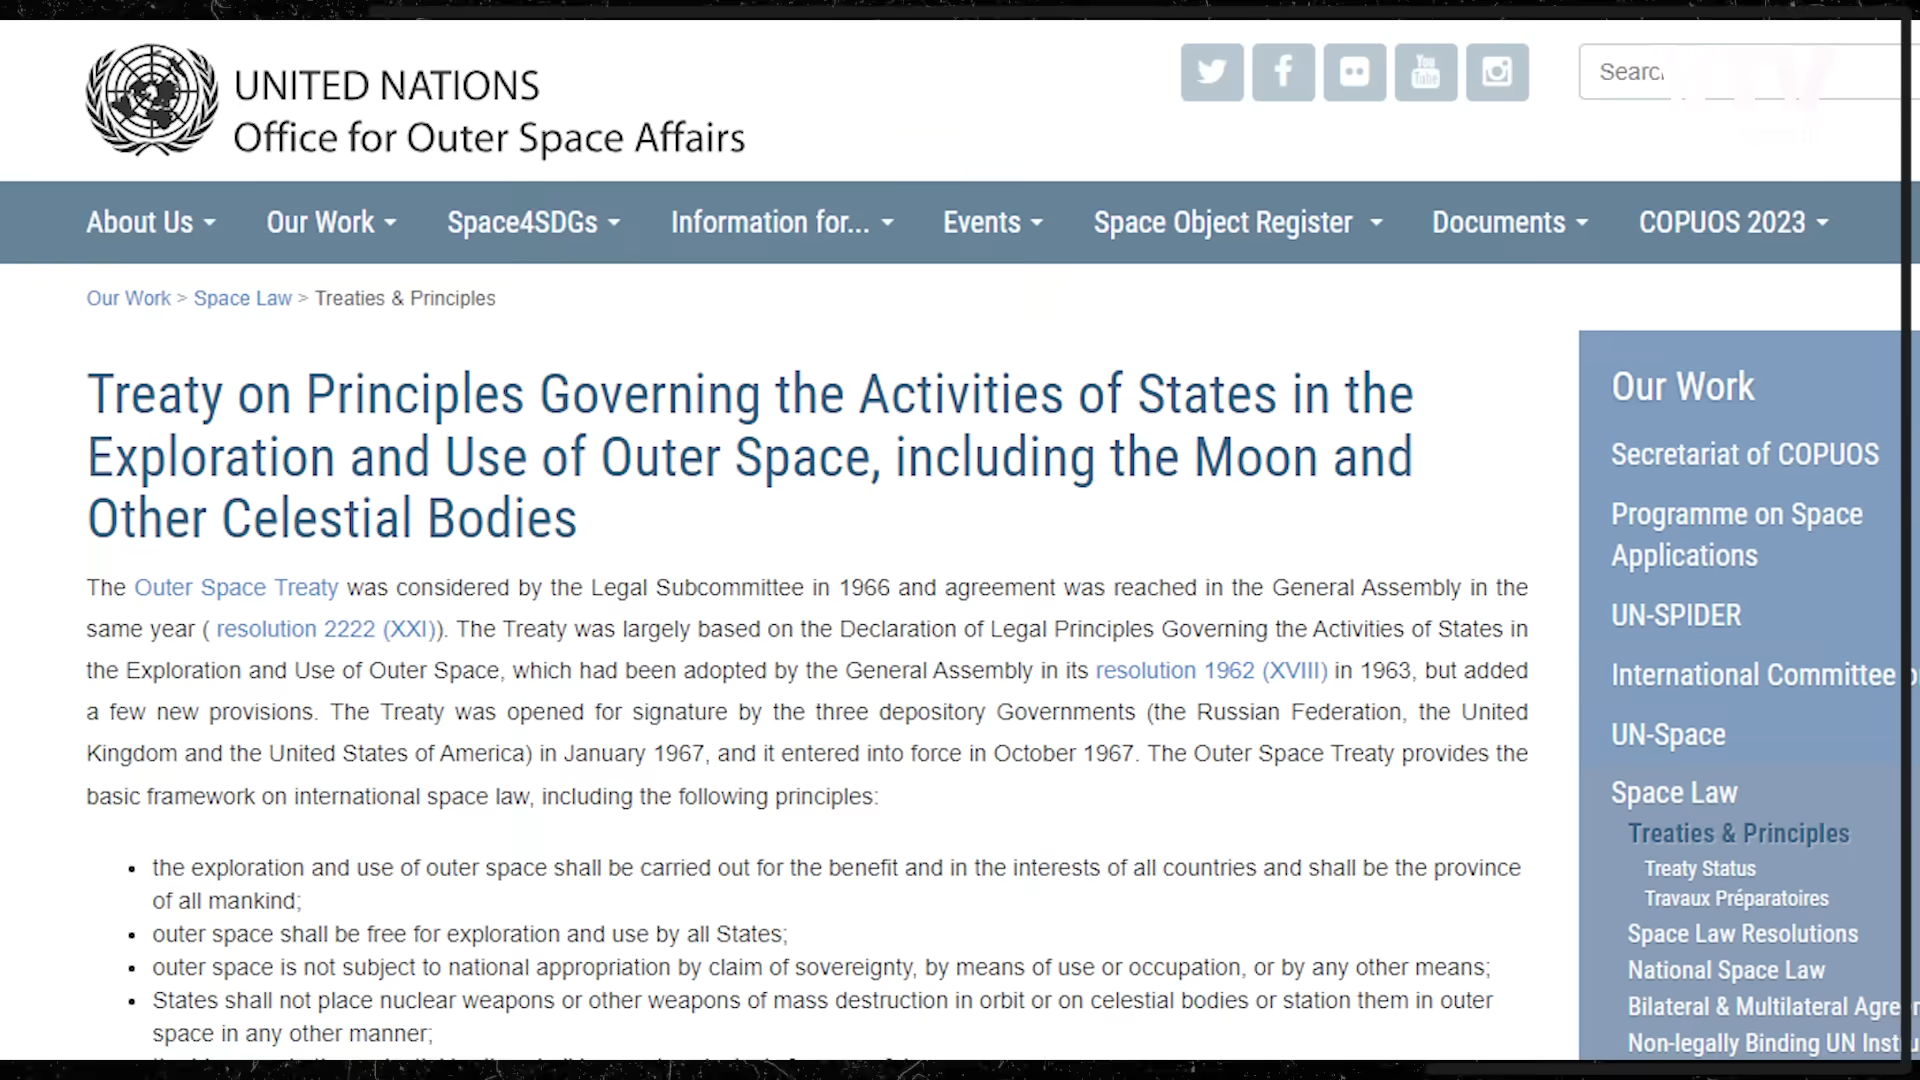 UNITED NATIONS
Office for Outer Space Affairs
You
Tube
About Us
Our Work
Space4SDGs
Information for...
Events
Space Object Register
Documents
COPUOS 2023
Our Work > Space Law > Treaties & Principles
Treaty on Principles Governing the Activities of States in the
Exploration and Use of Outer Space, including the Moon and
Other Celestial Bodies
The Outer Space Treaty was considered by the Legal Subcommittee in 1966 and agreement was reached in the General Assembly in the
same year ( resolution 2222 (XXI)). The Treaty was largely based on the Declaration of Legal Principles Governing the Activities of States in
the Exploration and Use of Outer Space, which had been adopted by the General Assembly in its resolution 1962 (XVIII) in 1963, but added
a few new provisions. The Treaty was opened for signature by the three depository Governments (the Russian Federation, the United
Kingdom and the United States of America) in January 1967, and it entered into force in October 1967. The Outer Space Treaty provides the
basic framework on international space law, including the following principles:
• the exploration and use of outer space shall be carried out for the benefit and in the interests of all countries and shall be the province
of all mankind;
• outer space shall be free for exploration and use by all States;
• outer space is not subject to national appropriation by claim of sovereignty, by means of use or occupation, or by any other means;
• States shall not place nuclear weapons or other weapons of mass destruction in orbit or on celestial bodies or station them in outer
space in any other manner;
Our Work
Secretariat of COPUOS
Programme on Space
Applications
UN-SPIDER
International Committee
UN-Space
Space Law
Treaties & Principles
Treaty Status
Travaux Préparatoires
Space Law Resolutions
National Space Law
Bilateral & Multilateral
Non-legally Binding UN